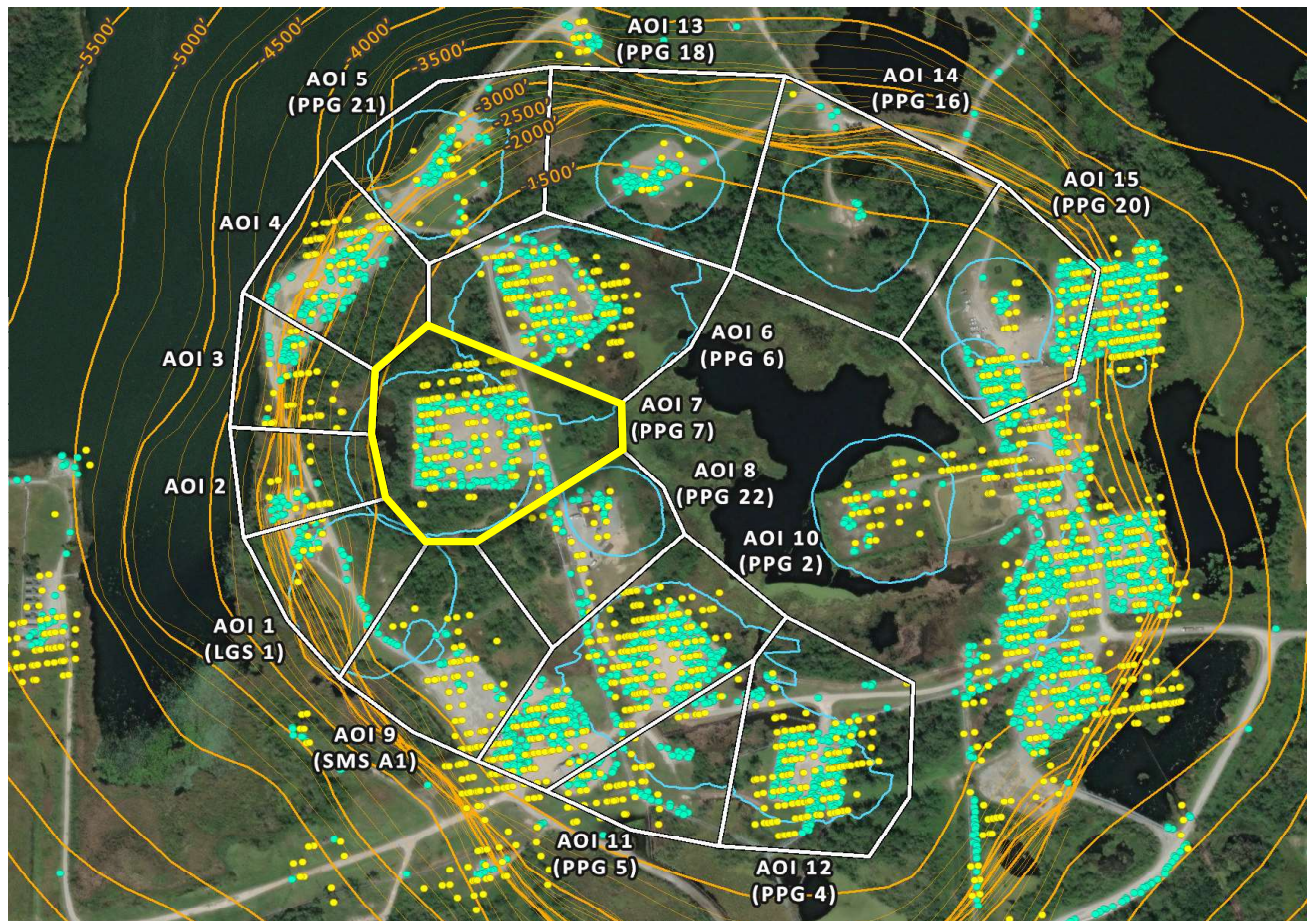 -5500'
-5000'
-4500'
-4000'
-3500'
-3000'
-2500'
-2000'
-1500'
AOI 13
(PPG 18)
AOI 14
(PPG 16)
AOI 5
(PPG 21)
AOI 15
(PPG 20)
AOI 4
AOI 3
AOI 6
(PPG 6)
AOI 7
(PPG 7)
AOI 2
AOI 8
(PPG 22)
AOI 10
(PPG 2)
AOI 1
(LGS 1)
AOI 9
(SMS A1)
AOI 11
(PPG 5)
AOI 12
(PPG 4)